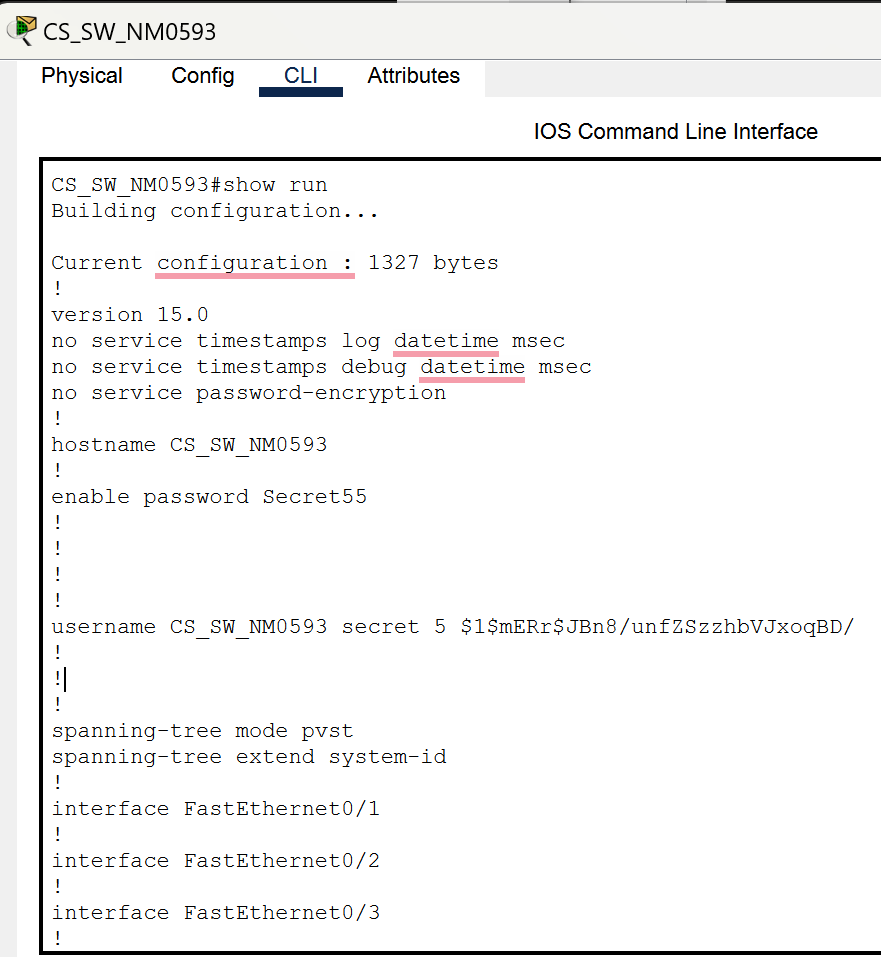 CS_SW_NM0593
Physical Config CLI Attributes
IOS Command Line Interface
CS_SW_NM0593#show run
Building configuration...
Current configuration : 1327 bytes
!
version 15.0
no service timestamps log datetime msec
no service timestamps debug datetime msec
no service password-encryption
!
hostname CS_SW_NM0593
!
enable password Secret55
!
!
!
!
username CS_SW_NM0593 secret 5 $1$mERr$JBn8/unfZSzzhbVJxoqBD/
!
!
!
spanning-tree mode pvst
spanning-tree extend system-id
!
interface FastEthernet0/1
!
interface FastEthernet0/2
!
interface FastEthernet0/3
!